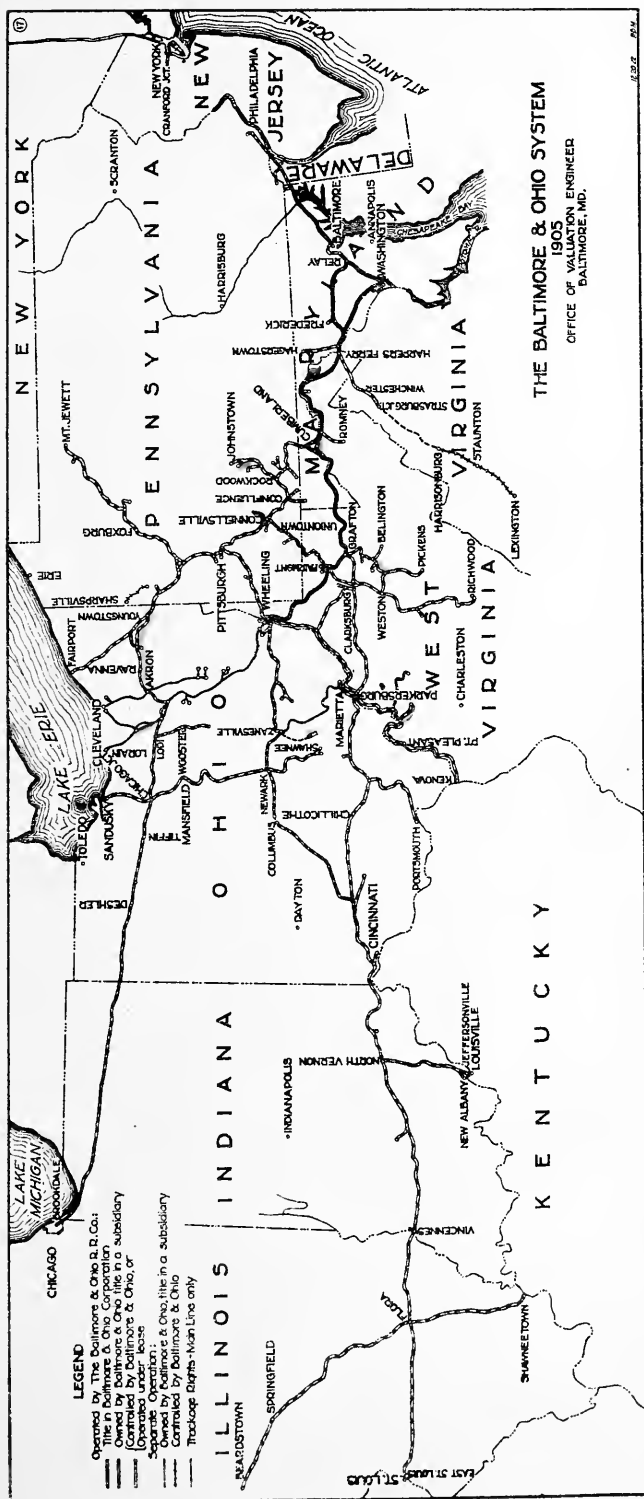 17
NEW YORK
PENNSYLVANIA
NEW
JERSEY
DELAWARE
MARYLAND
VIRGINIA
WEST
VIRGINIA
OHIO
INDIANA
ILLINOIS
KENTUCKY
ATLANTIC OCEAN
CHESAPEAKE BAY
LAKE ERIE
LAKE
MICHIGAN
NEW YORK
CRANFORD JCT.
PHILADELPHIA
SCRANTON
HARRISBURG
BALTIMORE
ANNAPOLIS
WASHINGTON
RELAY
FREDERICK
HAGERSTOWN
HARPERS FERRY
WINCHESTER
STRASBURG JCT.
HARRISONBURG
STAUNTON
LEXINGTON
CUMBERLAND
ROMNEY
JOHNSTOWN
ROCKWOOD
CONFLUENCE
CONNELLSVILLE
UNIONTOWN
MT. JEWETT
FOXBURG
PITTSBURGH
WHEELING
FAIRMONT
GRAFTON
BELINGTON
CLARKSBURG
WESTON
PICKENS
RICHWOOD
CHARLESTON
PARKERSBURG
PT. PLEASANT
KENOVA
ERIE
SHARPSVILLE
YOUNGSTOWN
FAIRPORT
RAVENNA
AKRON
CLEVELAND
LORAIN
LODI
WOOSTER
CHICAGO JCT.
SANDUSKY
TOLEDO
MANSFIELD
TIFFIN
DESHLER
ZANESVILLE
SHAWNEE
NEWARK
COLUMBUS
MARIETTA
CHILLICOTHE
PORTSMOUTH
DAYTON
CINCINNATI
NORTH VERNON
INDIANAPOLIS
JEFFERSONVILLE
LOUISVILLE
NEW ALBANY
VINCENNES
FLORA
SHAWNEETOWN
SPRINGFIELD
BEARDSTOWN
EAST ST. LOUIS
ST. LOUIS
CHICAGO
BROOKDALE
LEGEND
Operated by The Baltimore & Ohio R.R.Co.:
Title in Baltimore & Ohio Corporation
Owned by Baltimore & Ohio title in a subsidiary
Controlled by Baltimore & Ohio, or
Operated under lease
Separate Operation:
Owned by Baltimore & Ohio, title in a subsidiary
Controlled by Baltimore & Ohio
Trackage Rights-Main Line only
THE BALTIMORE & OHIO SYSTEM
1905
OFFICE OF VALUATION ENGINEER
BALTIMORE, MD.